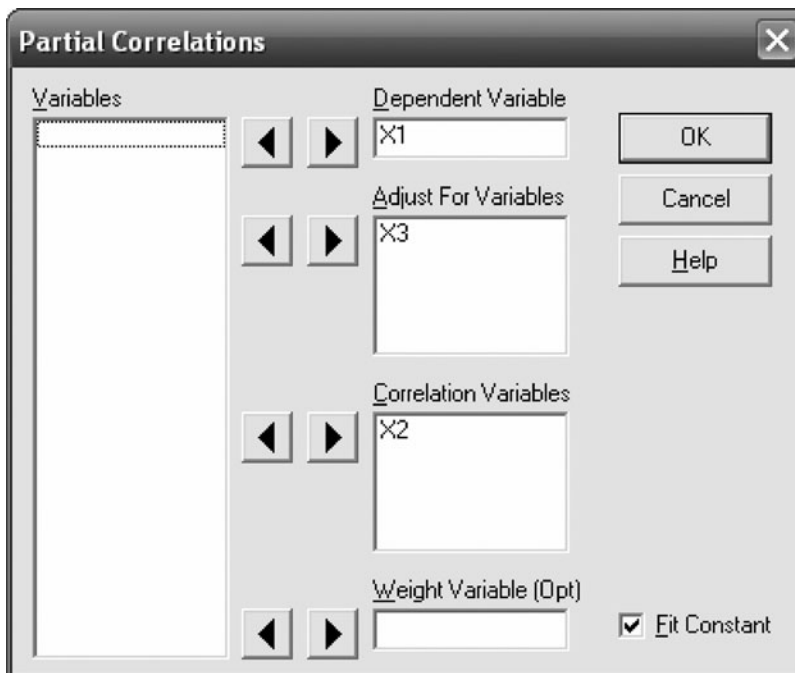 Partial Correlations
Variables
Dependent Variable
X1
Adjust For Variables
X3
Correlation Variables
X2
Weight Variable (Opt)
OK
Cancel
Help
Fit Constant